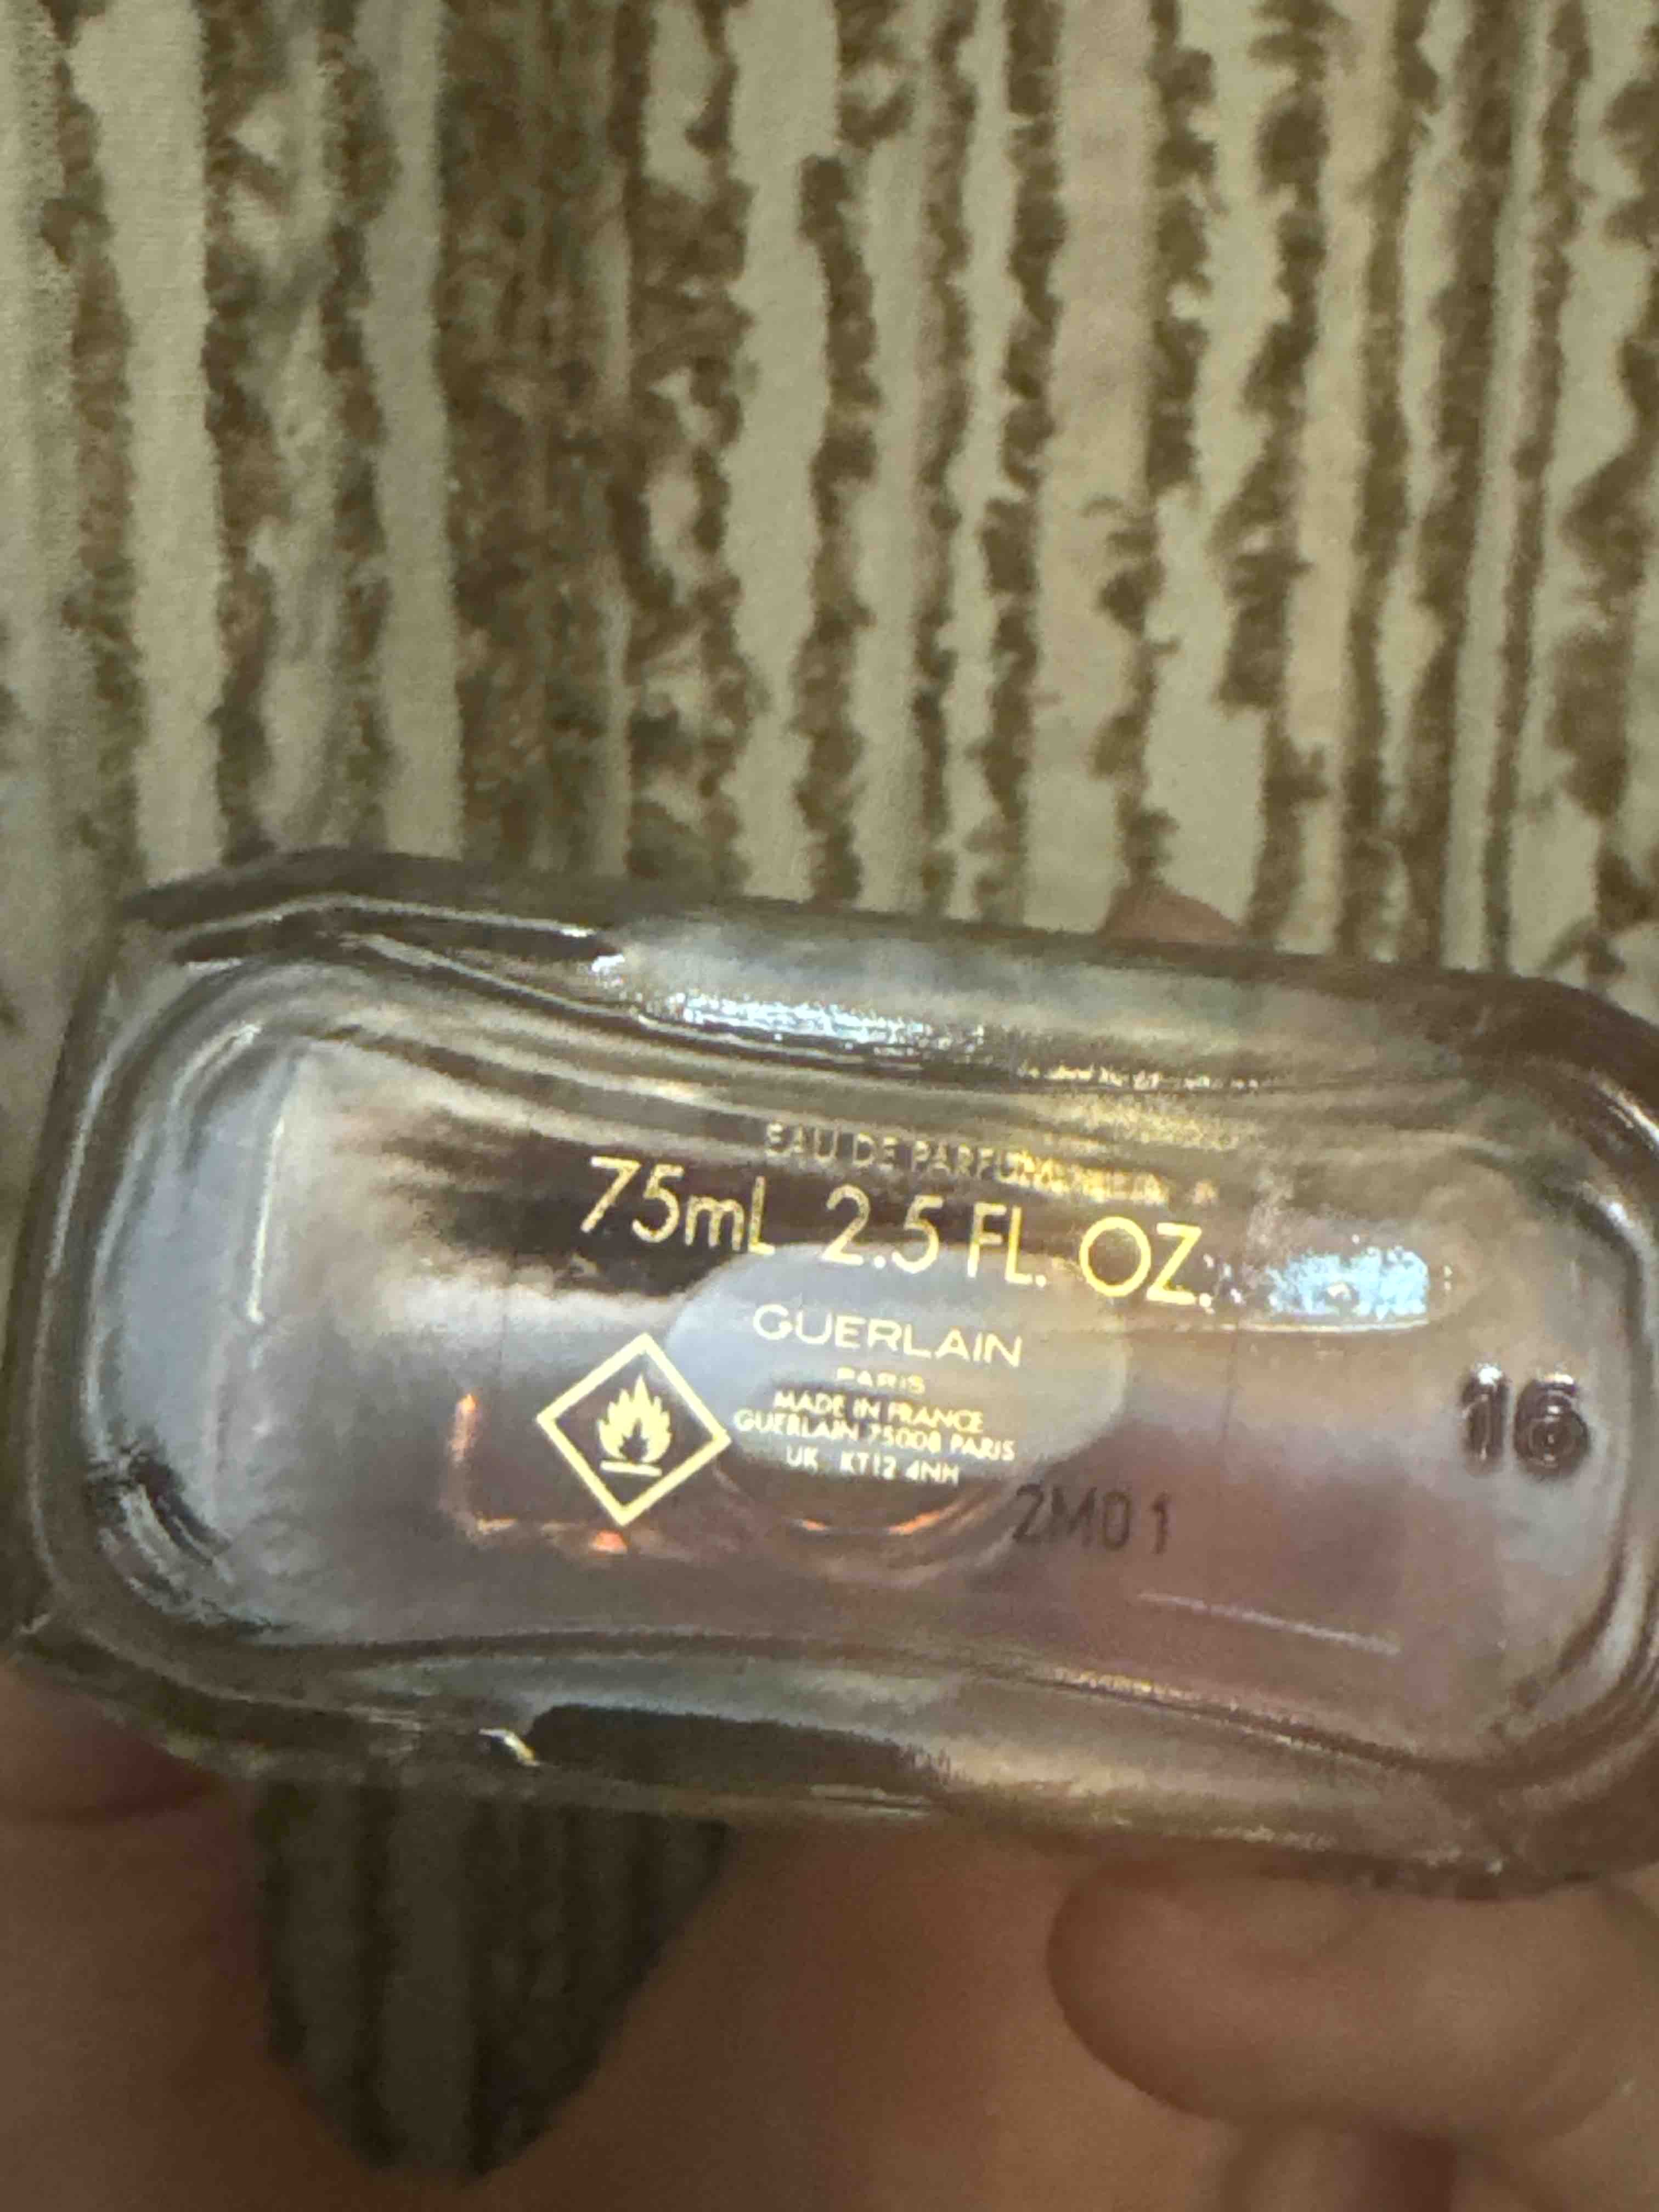 EAU DE PARFUM
75mL 2.5 FL. OZ.
GUERLAIN
PARIS
MADE IN FRANCE
GUERLAIN 75008 PARIS
UK KT12 4NH
2M01
16